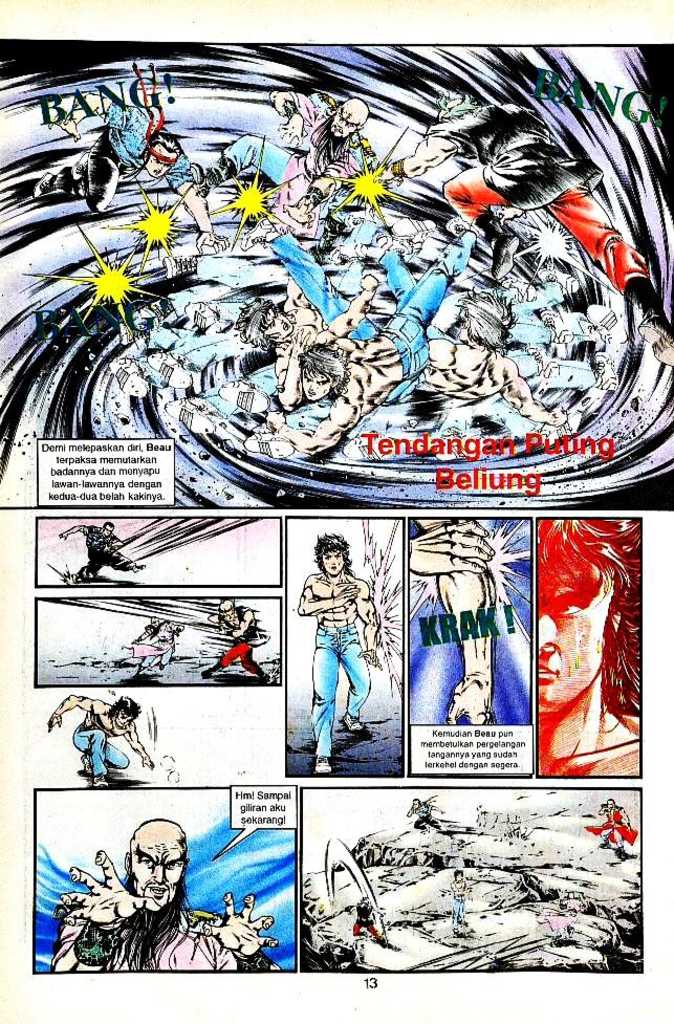 BANG!
BANG!
BANG!
Demi melepaskan diri, Beau
terpaksa memutarkan
badannya dan menyapu
lawan-lawannya dengan
kedua-dua belah kakinya.
Tendangan Puting
Beliung
KRAK!
Kemudian Beau pun
membetulkan pergelangan
tangannya yang sudah
terkehel dengan segera.
Hm! Sampai
giliran aku
sekarang!
13